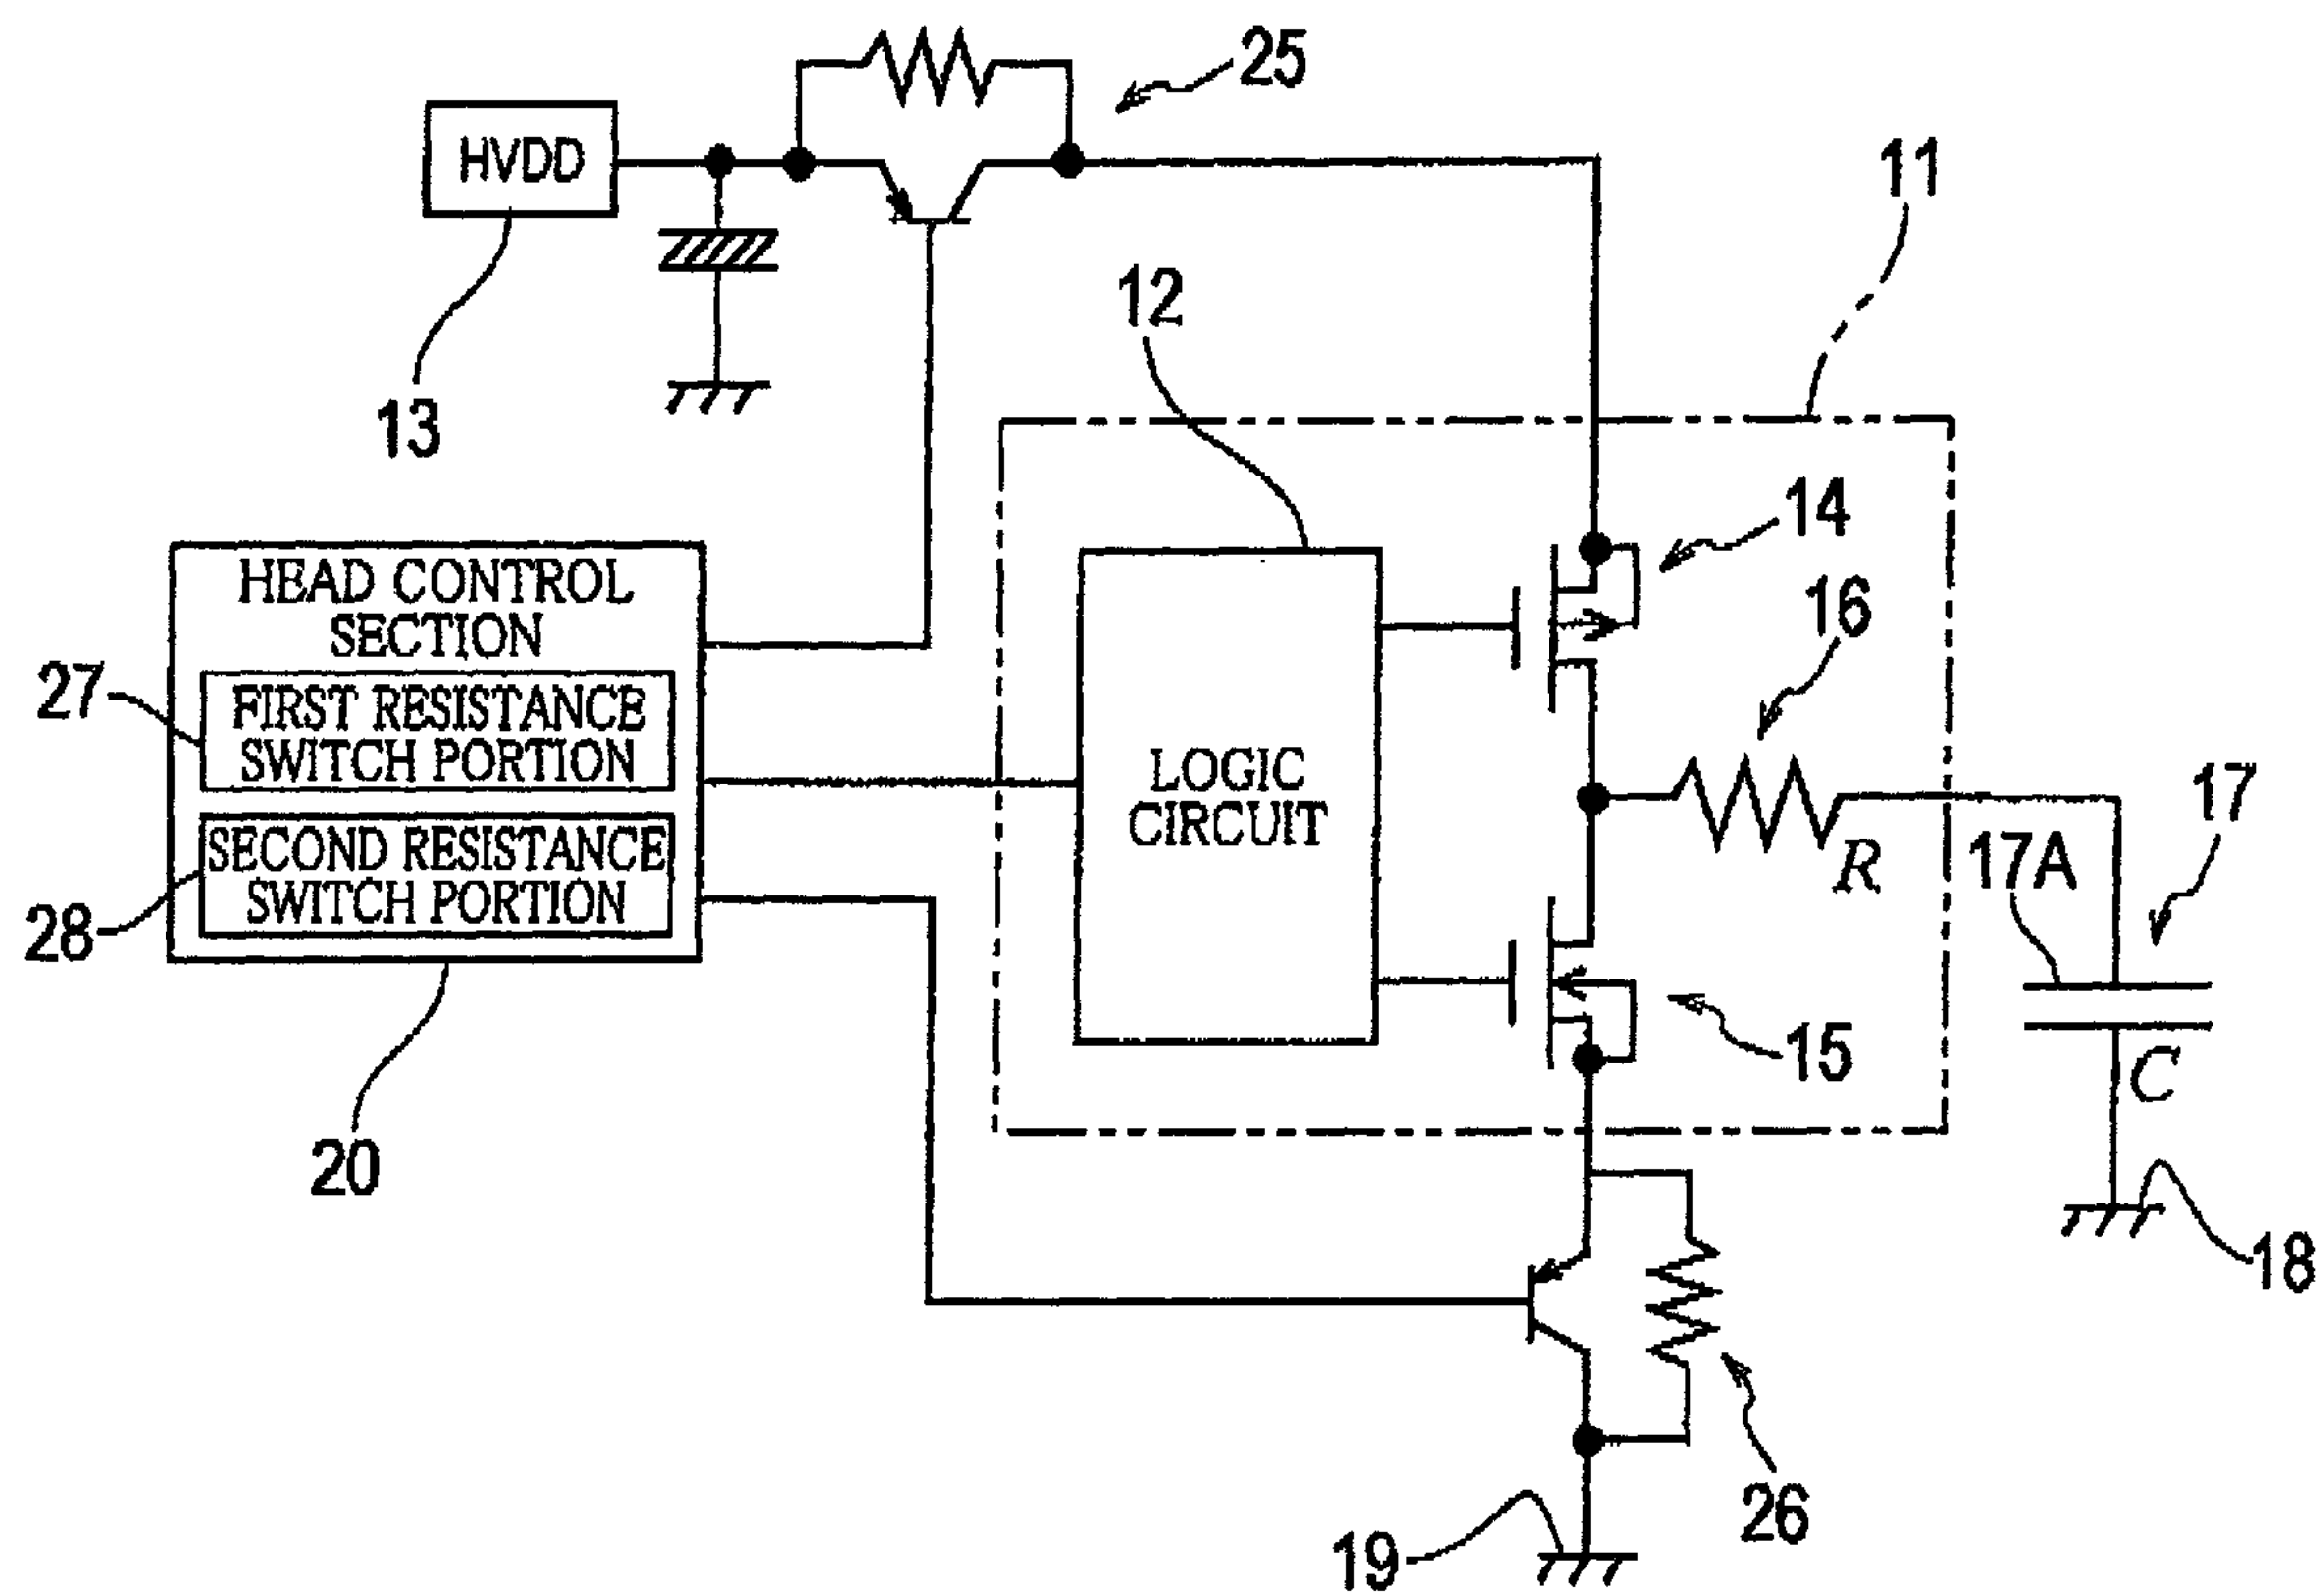 25
HVDD
11
12
13
14
HEAD CONTROL
SECTION
16
27
FIRST RESISTANCE
SWITCH PORTION
LOGIC
CIRCUIT
17
R
17A
SECOND RESISTANCE
SWITCH PORTION
28
15
C
20
18
26
19